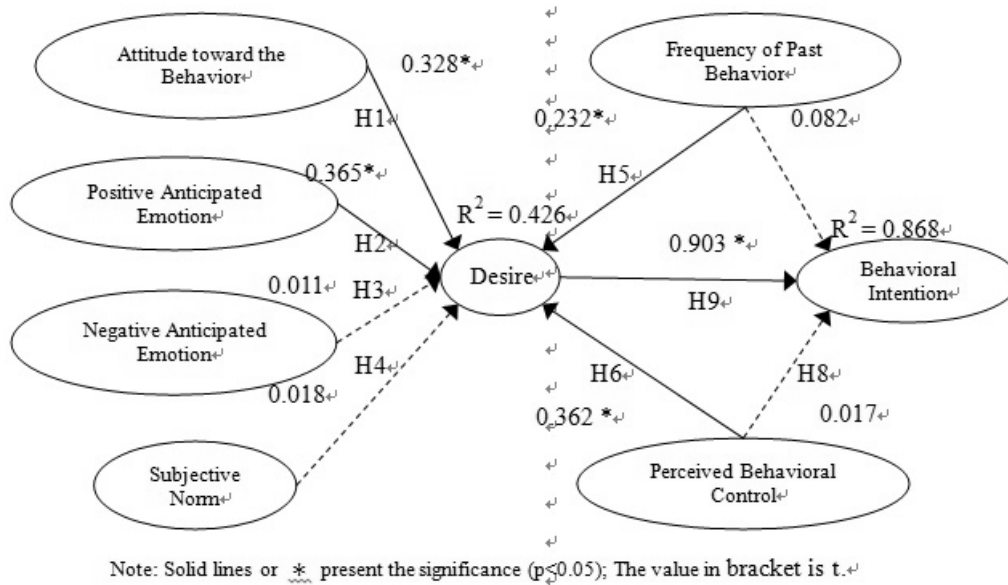 Attitude toward the
Behavior
0.328*
H1
Frequency of Past
Behavior
0.232*
0.082
H5
Positive Anticipated
Emotion
0.365*
H2
R² = 0.426
Desire
0.903 *
H9
R² = 0.868
Behavioral
Intention
0.011
H3
Negative Anticipated
Emotion
0.018
H4
H6
0.362 *
H8
0.017
Subjective
Norm
Perceived Behavioral
Control
Note: Solid lines or * present the significance (p<0.05); The value in bracket is t.